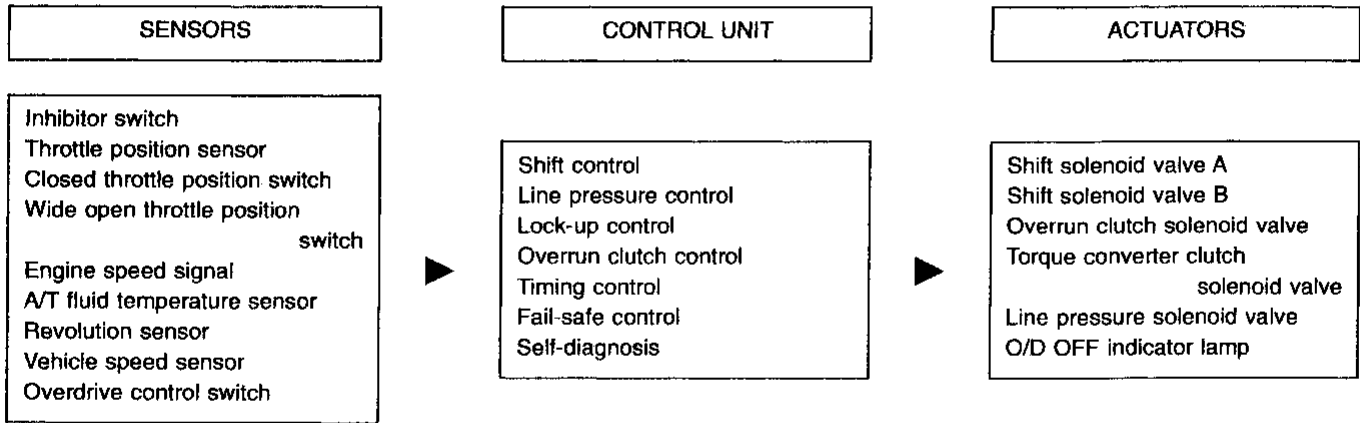 SENSORS
CONTROL UNIT
ACTUATORS
Inhibitor switch
Throttle position sensor
Closed throttle position switch
Wide open throttle position
switch
Engine speed signal
A/T fluid temperature sensor
Revolution sensor
Vehicle speed sensor
Overdrive control switch
Shift control
Line pressure control
Lock-up control
Overrun clutch control
Timing control
Fail-safe control
Self-diagnosis
Shift solenoid valve A
Shift solenoid valve B
Overrun clutch solenoid valve
Torque converter clutch
solenoid valve
Line pressure solenoid valve
O/D OFF indicator lamp